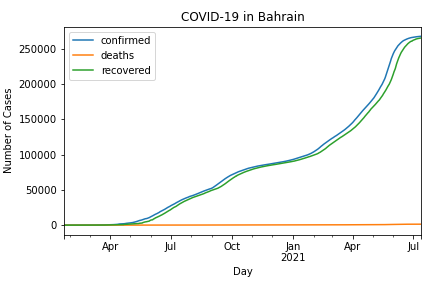 COVID-19 in Bahrain
confirmed
deaths
recovered
Number of Cases
250000
200000
150000
100000
50000
0
Apr
Jul
Oct
Jan
2021
Apr
Jul
Day